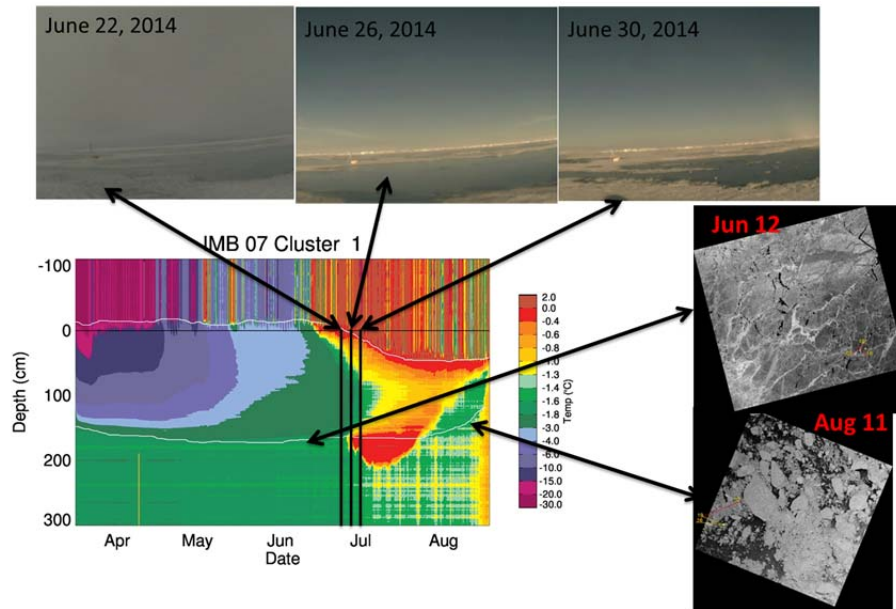 June 22, 2014
June 26, 2014
June 30, 2014
IMB 07 Cluster 1
-100
0
100
200
300
Depth (cm)
Apr
May
Jun
Jul
Aug
Date
2.0
0.0
-0.4
-0.6
-0.8
-1.0
-1.3
-1.4
-1.6
-1.8
-3.0
-4.0
-6.0
-10.0
-15.0
-20.0
-30.0
Temp (°C)
Jun 12
Aug 11